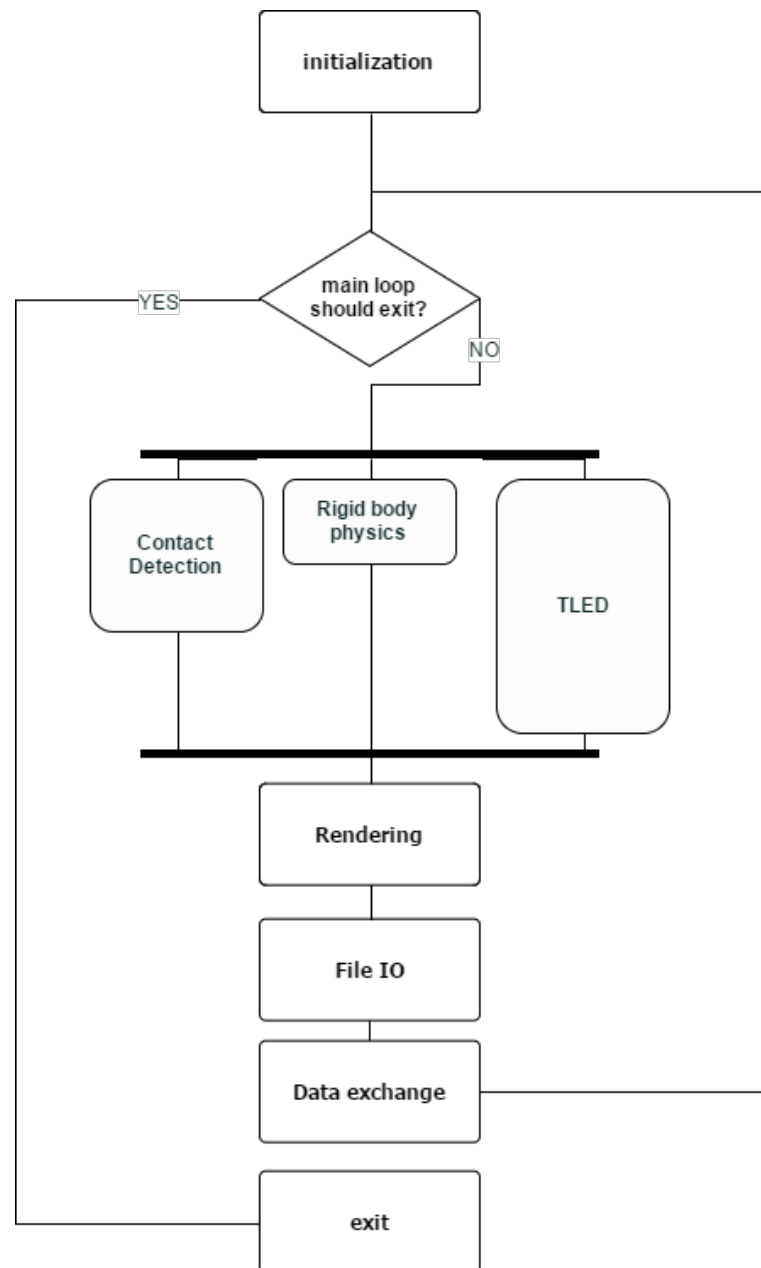 initialization
main loop
should exit?
YES
NO
Contact
Detection
Rigid body
physics
TLED
Rendering
File IO
Data exchange
exit